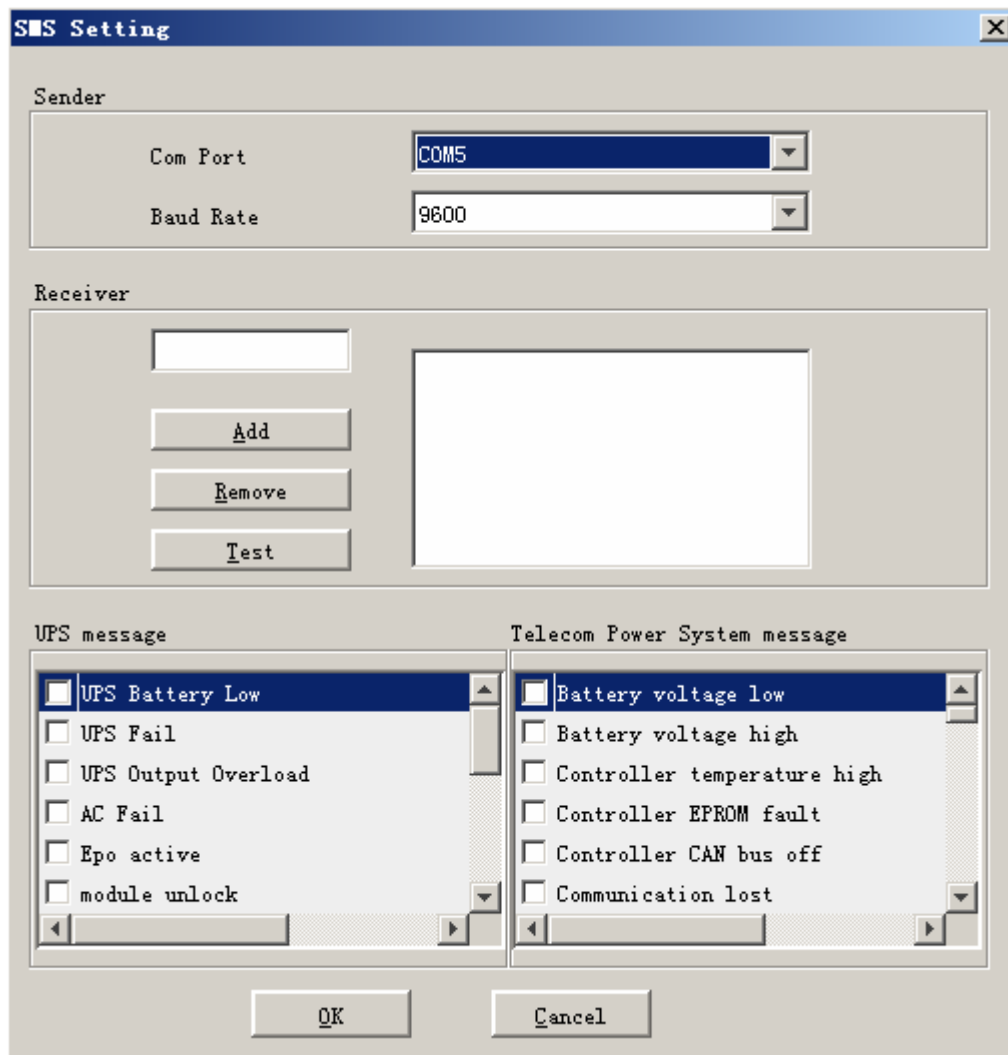 SMS Setting
Sender
Com Port
COM5
Baud Rate
9600
Receiver
Add
Remove
Test
UPS message
UPS Battery Low
UPS Fail
UPS Output Overload
AC Fail
Epo active
module unlock
Telecom Power System message
Battery voltage low
Battery voltage high
Controller temperature high
Controller EPROM fault
Controller CAN bus off
Communication lost
OK
Cancel